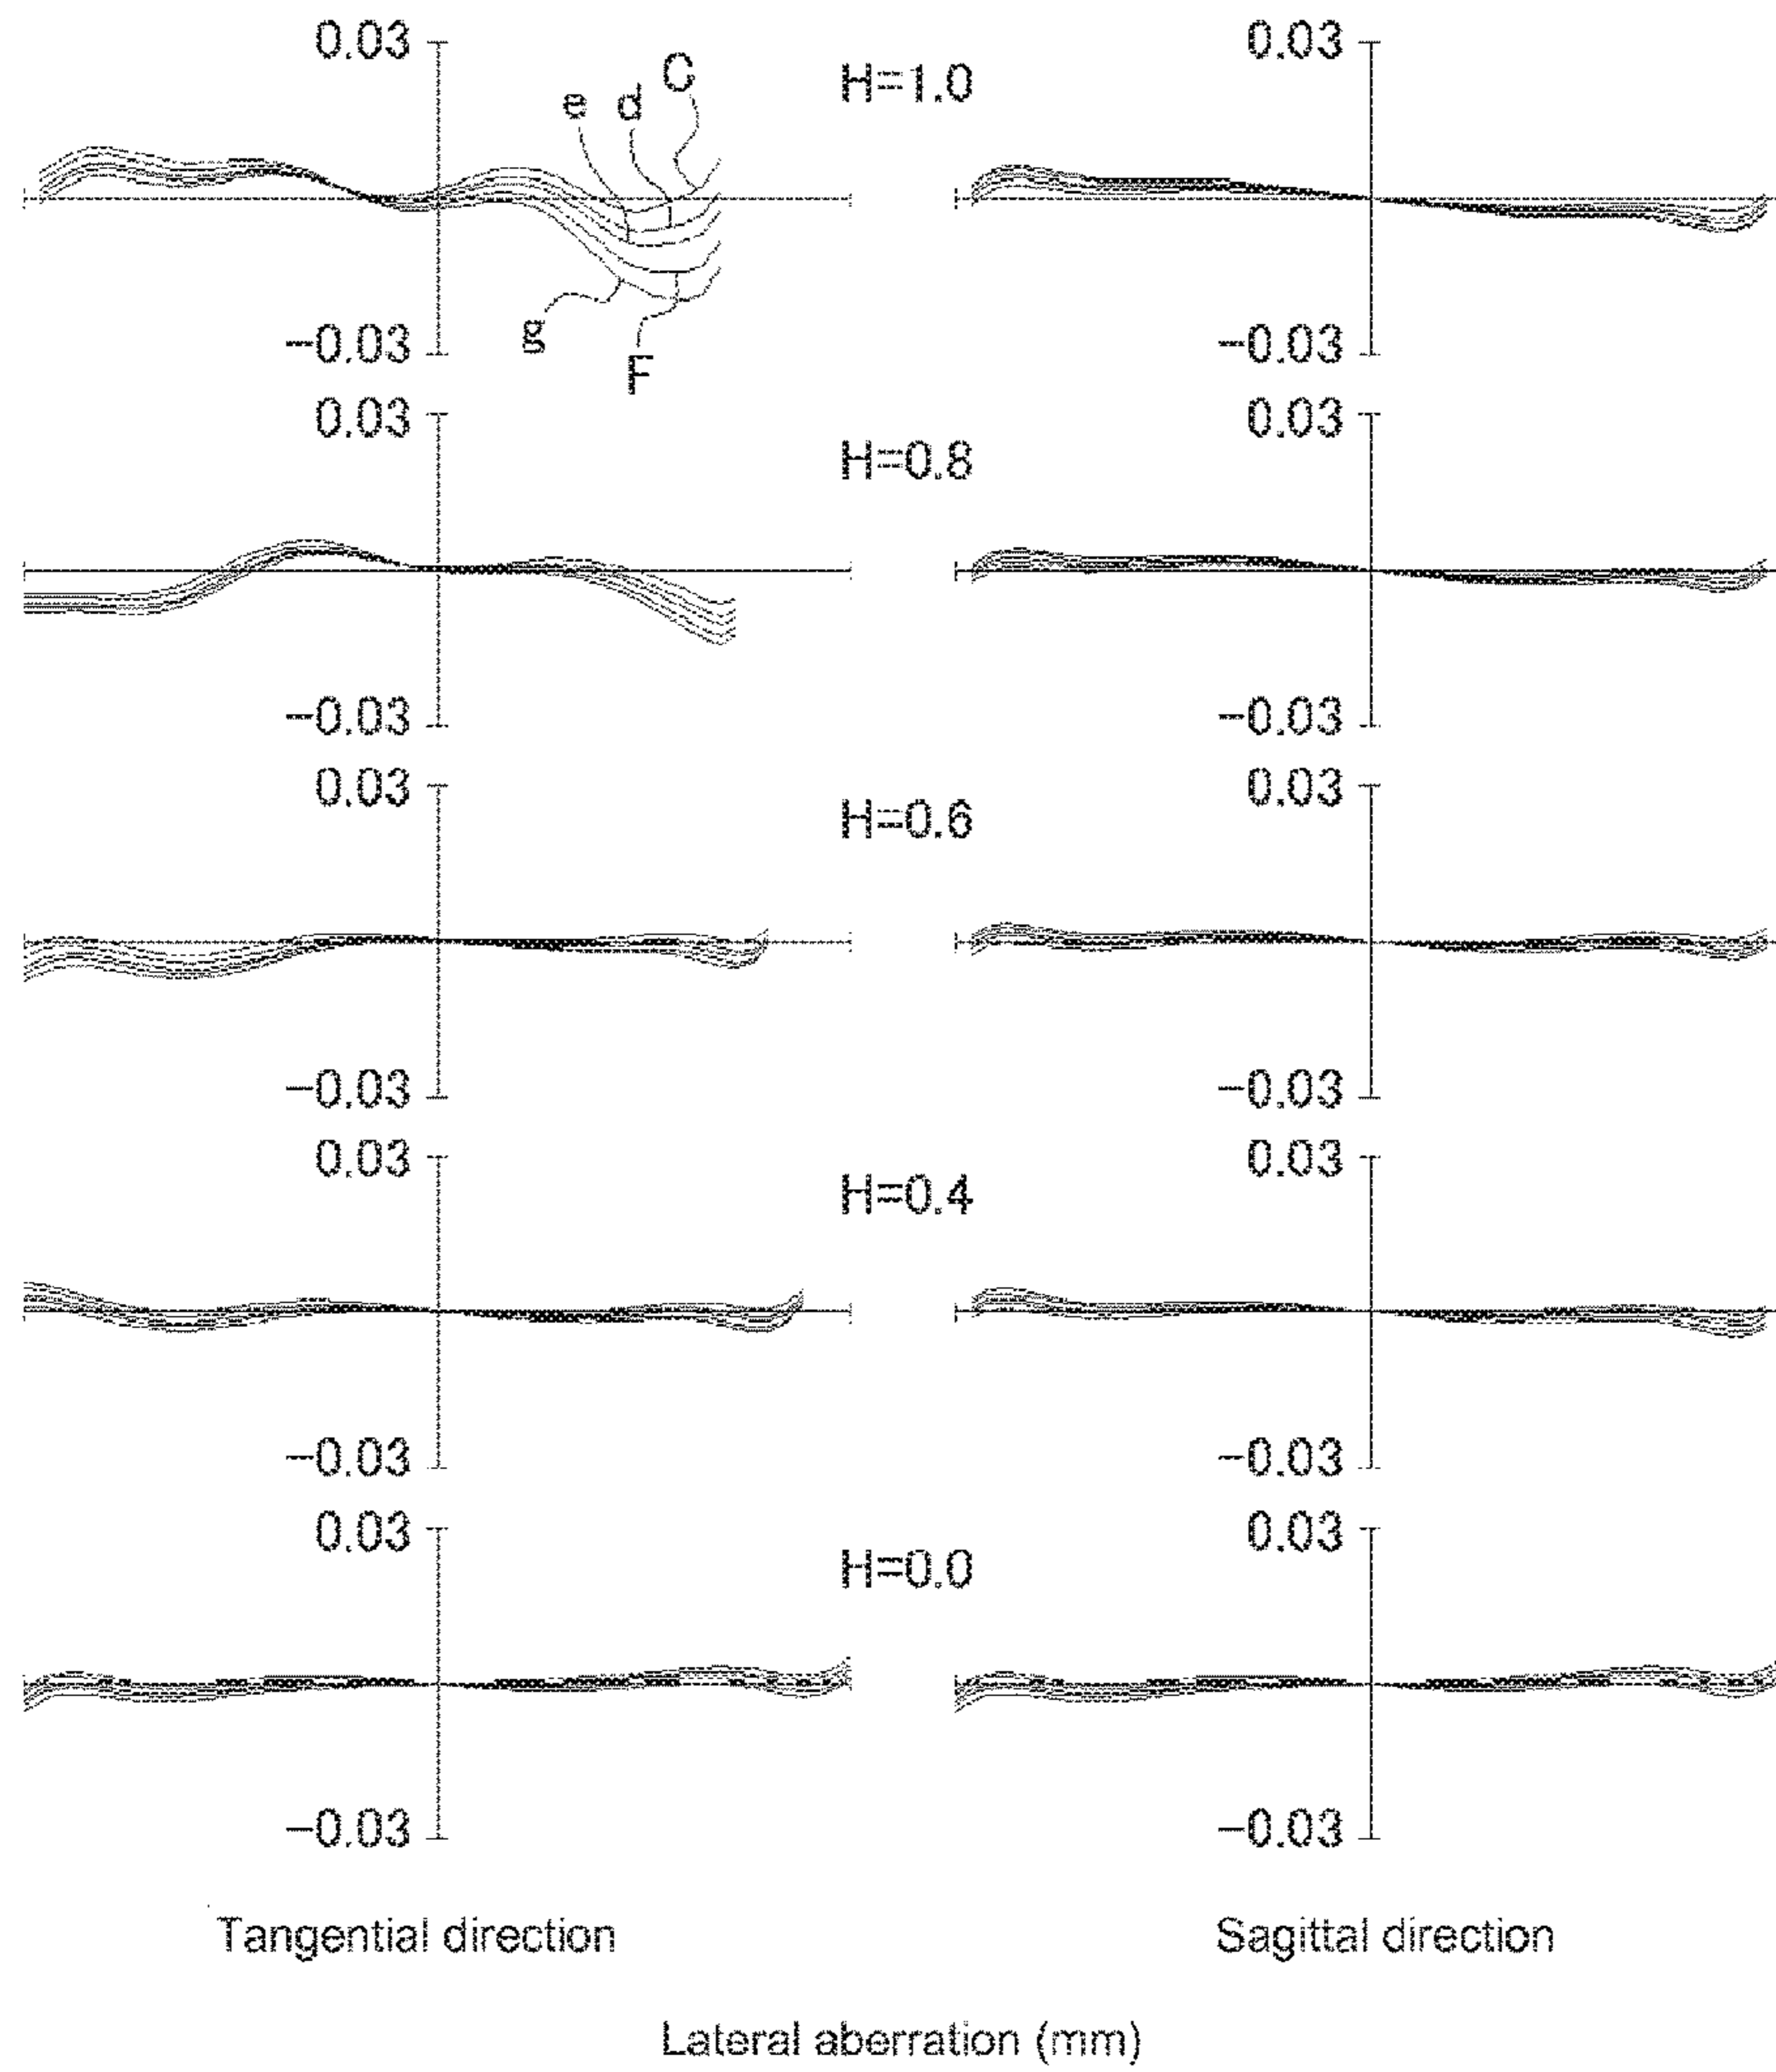 0.03 H=1.0 0.03
C
e d
−0.03 g −0.03
F
0.03 0.03
H=0.8
−0.03 −0.03
0.03 0.03
H=0.6
−0.03 −0.03
0.03 0.03
H=0.4
−0.03 −0.03
0.03 0.03
H=0.0
−0.03 −0.03
Tangential direction Sagittal direction
Lateral aberration (mm)